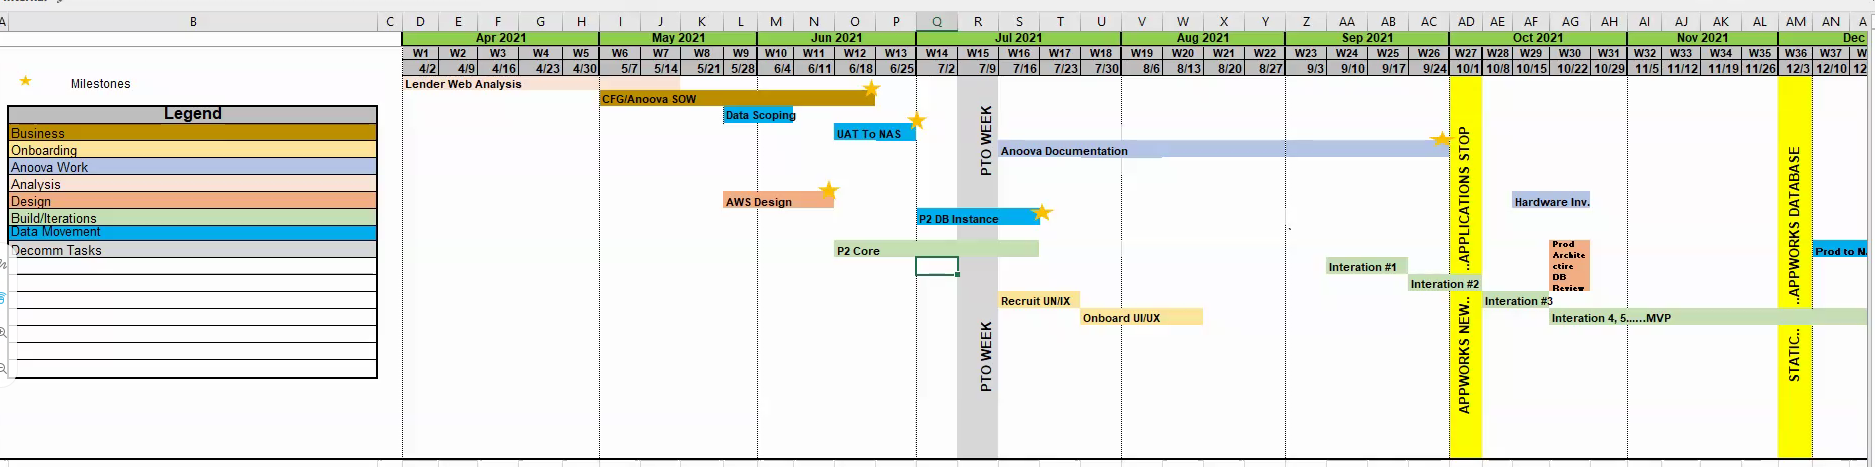 A B C D E F G H I J K L M N O P Q R S T U V W X Y Z AA AB AC AD AE AF AG AH AI AJ AK AL AM AN A
Apr 2021 May 2021 Jun 2021 Jul 2021 Aug 2021 Sep 2021 Oct 2021 Nov 2021 Dec
W1 W2 W3 W4 W5 W6 W7 W8 W9 W10 W11 W12 W13 W14 W15 W16 W17 W18 W19 W20 W21 W22 W23 W24 W25 W26 W27 W28 W29 W30 W31 W32 W33 W34 W35 W36 W37 W
4/2 4/9 4/16 4/23 4/30 5/7 5/14 5/21 5/28 6/4 6/11 6/18 6/25 7/2 7/9 7/16 7/23 7/30 8/6 8/13 8/20 8/27 9/3 9/10 9/17 9/24 10/1 10/8 10/15 10/22 10/29 11/5 11/12 11/19 11/26 12/3 12/10 12
Milestones
Lender Web Analysis
CFG/Anoova SOW
Legend
Data Scoping
Business
UAT To NAS
Onboarding
Anoova Documentation
Anoova Work
Analysis
Design
AWS Design
Hardware Inv.
Build/Iterations
P2 DB Instance
Data Movement
Decomm Tasks
P2 Core
Prod
Archite
ctire
DB
Review
Prod to N
Interation #1
Interation #2
Recruit UN/IX
Interation #3
Onboard UI/UX
Interation 4, 5......MVP
PTO WEEK
PTO WEEK
APPWORKS NEW.. ..APPLICATIONS STOP
STATIC.. ..APPWORKS DATABASE